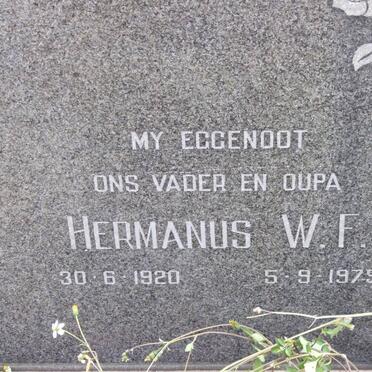 MY EGGENOOT
ONS VADER EN OUPA
HERMANUS W. F.
30·6·1920 5·9·1975